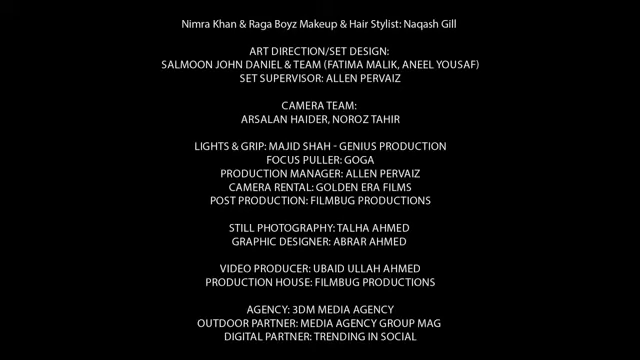 Nimra Khan & Raga Boyz Makeup & Hair Stylist: Naqash Gill
ART DIRECTION/SET DESIGN:
SALMOON JOHN DANIEL & TEAM (FATIMA MALIK, ANEEL YOUSAF)
SET SUPERVISOR: ALLEN PERVAIZ
CAMERA TEAM:
ARSALAN HAIDER, NOROZ TAHIR
LIGHTS & GRIP: MAJID SHAH - GENIUS PRODUCTION
FOCUS PULLER: GOGA
PRODUCTION MANAGER: ALLEN PERVAIZ
CAMERA RENTAL: GOLDEN ERA FILMS
POST PRODUCTION: FILMBUG PRODUCTIONS
STILL PHOTOGRAPHY: TALHA AHMED
GRAPHIC DESIGNER: ABRAR AHMED
VIDEO PRODUCER: UBAID ULLAH AHMED
PRODUCTION HOUSE: FILMBUG PRODUCTIONS
AGENCY: 3DM MEDIA AGENCY
OUTDOOR PARTNER: MEDIA AGENCY GROUP MAG
DIGITAL PARTNER: TRENDING IN SOCIAL